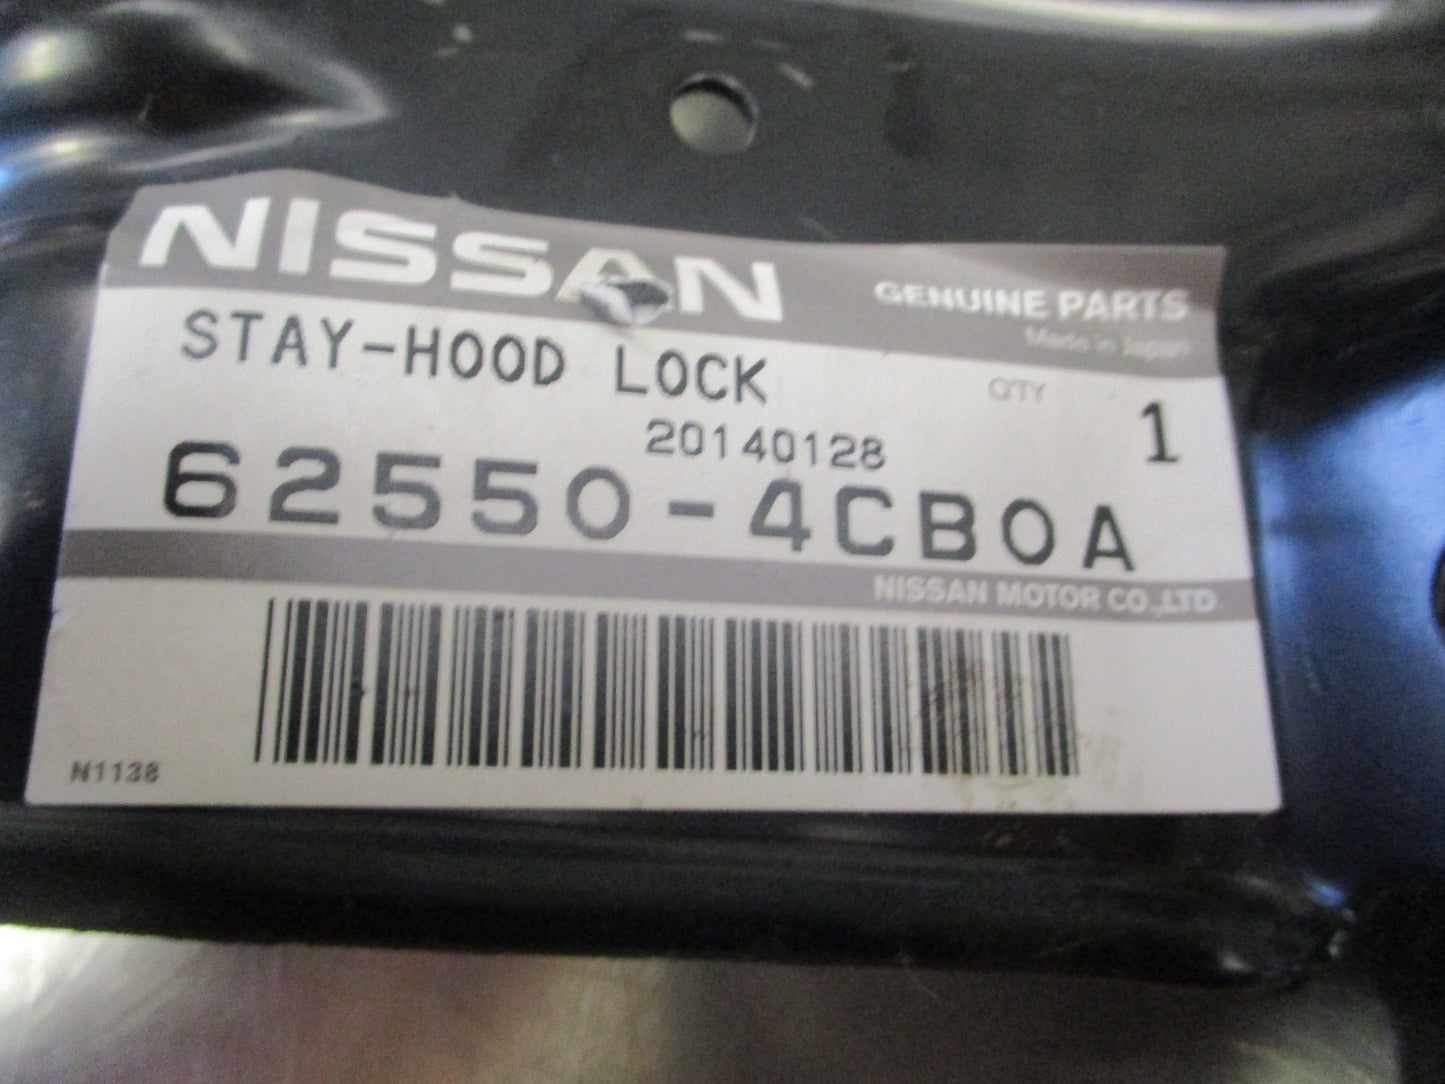 NISSAN
GENUINE PARTS
Made in Japan
STAY-HOOD LOCK
QTY 1
20140128
62550-4CB0A
NISSAN MOTOR CO.,LTD
N1138